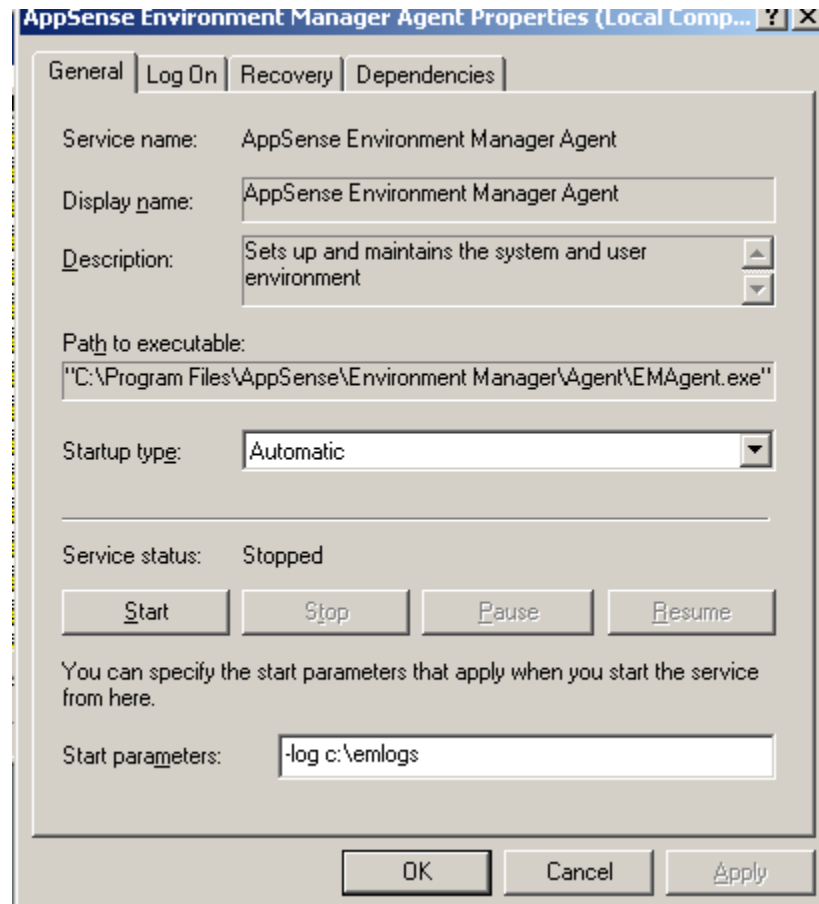 AppSense Environment Manager Agent Properties (Local Comp...
General Log On Recovery Dependencies
Service name: AppSense Environment Manager Agent
Display name: AppSense Environment Manager Agent
Description: Sets up and maintains the system and user
environment
Path to executable:
"C:\Program Files\AppSense\Environment Manager\Agent\EMAgent.exe"
Startup type: Automatic
Service status: Stopped
Start Stop Pause Resume
You can specify the start parameters that apply when you start the service
from here.
Start parameters: -log c:\emlogs
OK Cancel Apply